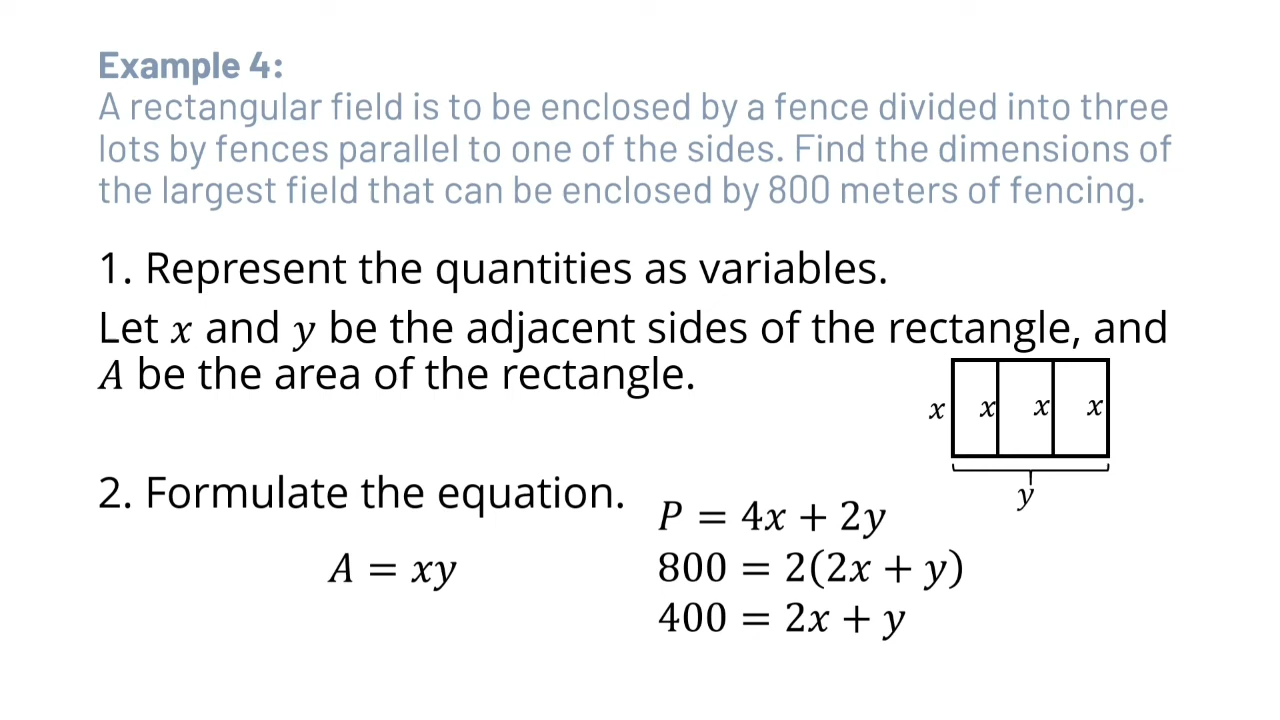 Example 4:
A rectangular field is to be enclosed by a fence divided into three
lots by fences parallel to one of the sides. Find the dimensions of
the largest field that can be enclosed by 800 meters of fencing.
1. Represent the quantities as variables.
Let x and y be the adjacent sides of the rectangle, and
A be the area of the rectangle.
x x x x
y
2. Formulate the equation.
P = 4x + 2y
A = xy
800 = 2(2x + y)
400 = 2x + y